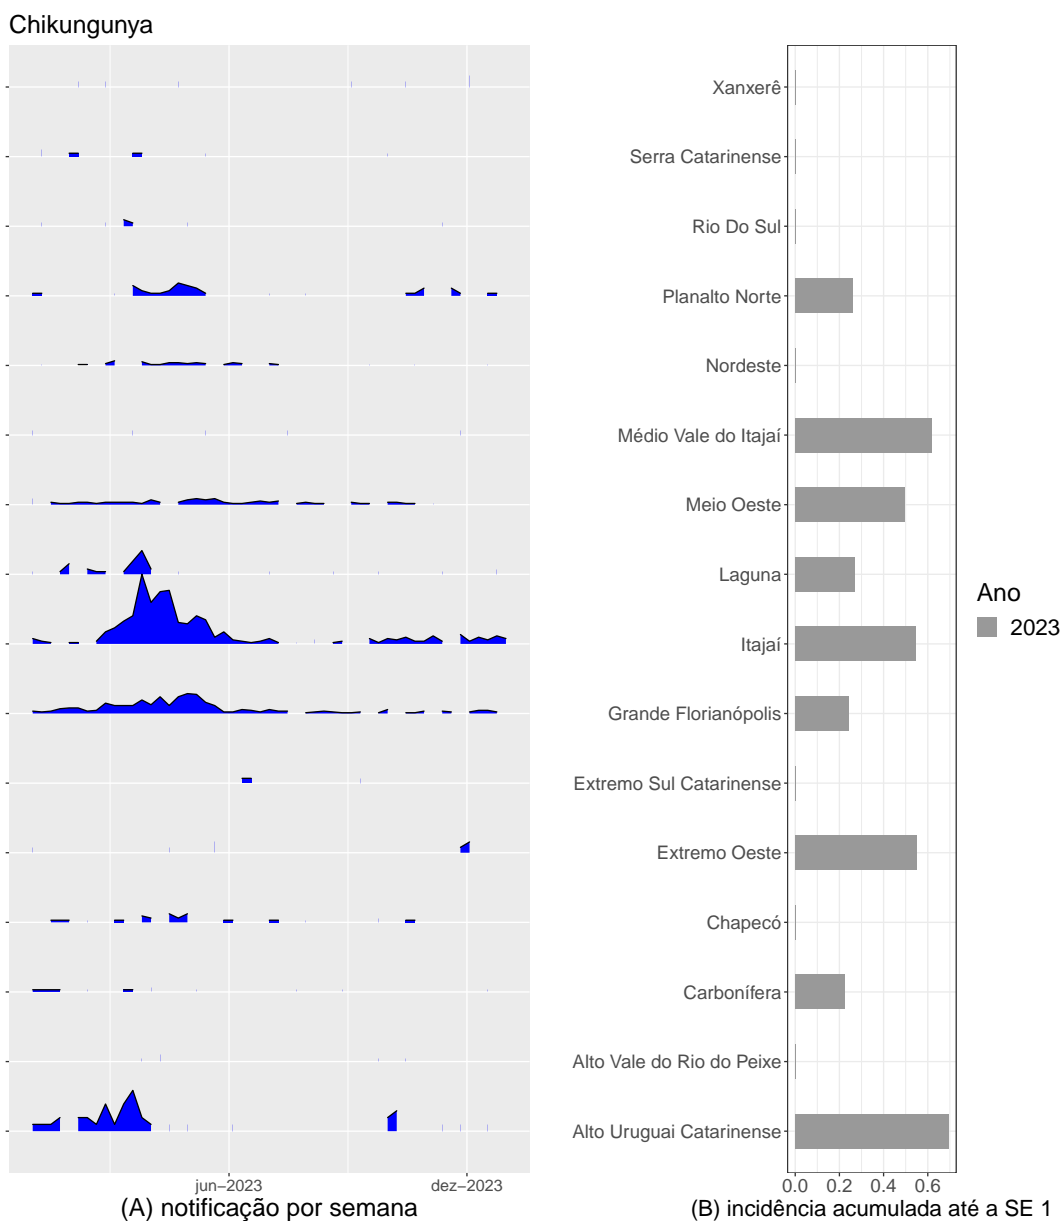 Chikungunya
Xanxerê
Serra Catarinense
Rio Do Sul
Planalto Norte
Nordeste
Médio Vale do Itajaí
Meio Oeste
Laguna
Itajaí
Grande Florianópolis
Extremo Sul Catarinense
Extremo Oeste
Chapecó
Carbonífera
Alto Vale do Rio do Peixe
Alto Uruguai Catarinense
jun–2023 dez–2023
(A) notificação por semana
0.0 0.2 0.4 0.6
(B) incidência acumulada até a SE 1
Ano
2023